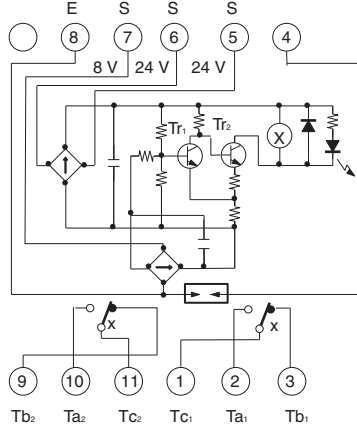 E S S S
8 7 6 5 4
8 V 24 V 24 V
Tr₁ Tr₂
X
x x
9 10 11 1 2 3
Tb₂ Ta₂ Tc₂ Tc₁ Ta₁ Tb₁